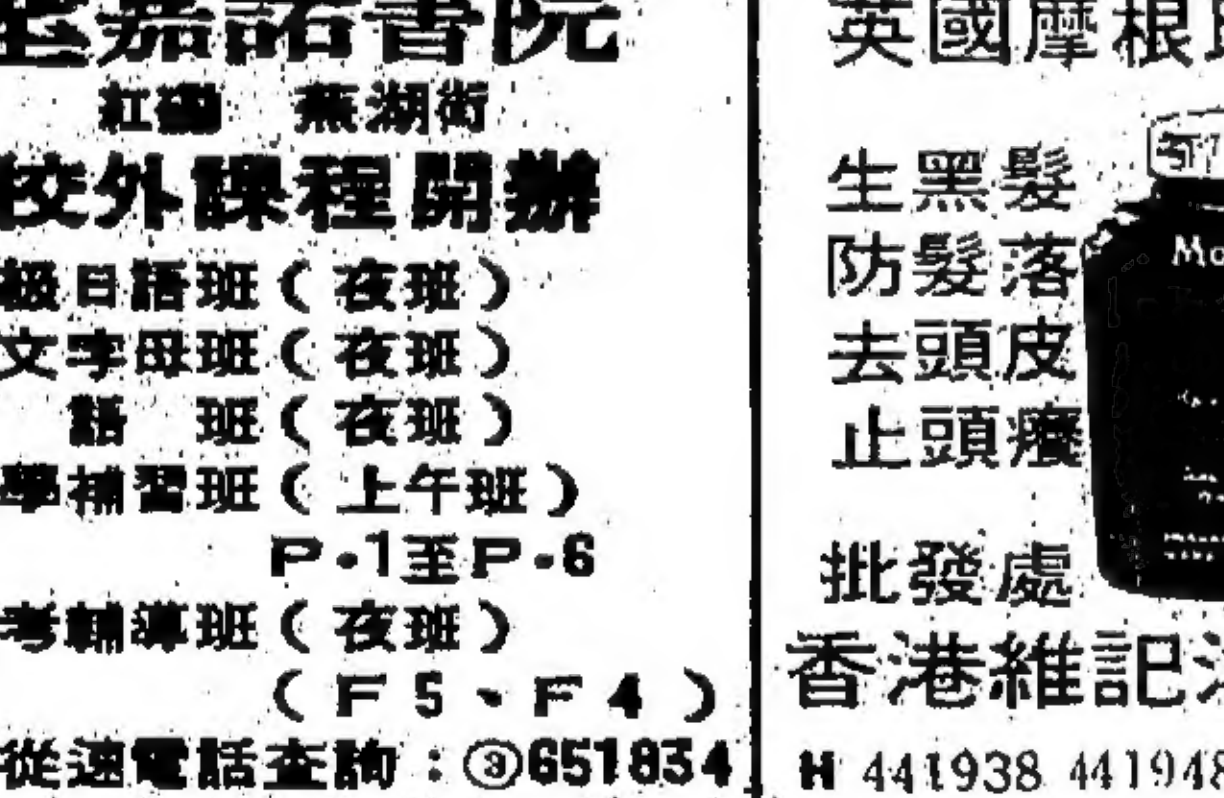 嘉諾書院
紅磡 蕪湖街
校外課程開辦
級日語班(夜班)
文字母班(夜班)
語 班(夜班)
學補習班(上午班)
P.1至P.6
考輔導班(夜班)
(F5、F4)
從速電話查詢:③651834
英國摩根
生黑髮
防髮落
去頭皮
止頭癢
批發處
香港維記
H 441938 441948